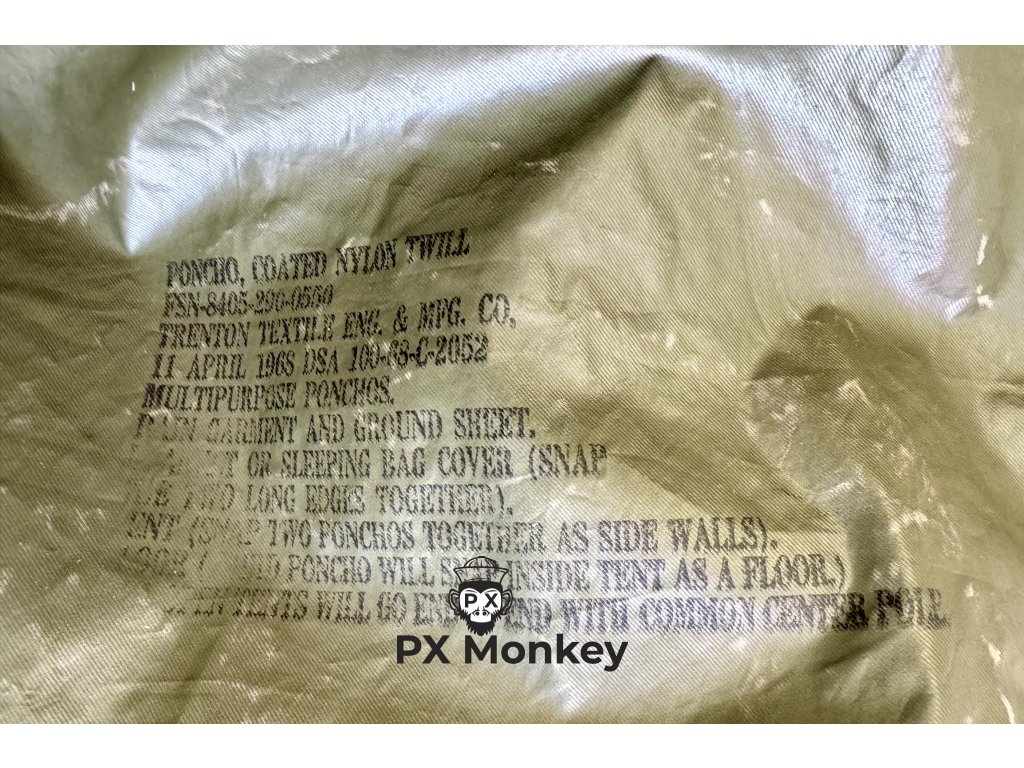 PONCHO, COATED NYLON TWILL
FSN-8405-290-0550
TRENTON TEXTILE ENG. & MFG. CO.
11 APRIL 1968 DSA 100-68-C-2052
MULTIPURPOSE PONCHOS.
GARMENT AND GROUND SHEET.
OR SLEEPING BAG COVER (SNAP
TWO LONG EDGES TOGETHER).
TWO PONCHOS TOGETHER AS SIDE WALLS).
PONCHO WILL SNAP INSIDE TENT AS A FLOOR.)
TENTS WILL GO END END WITH COMMON CENTER POLE.
PX
PX Monkey